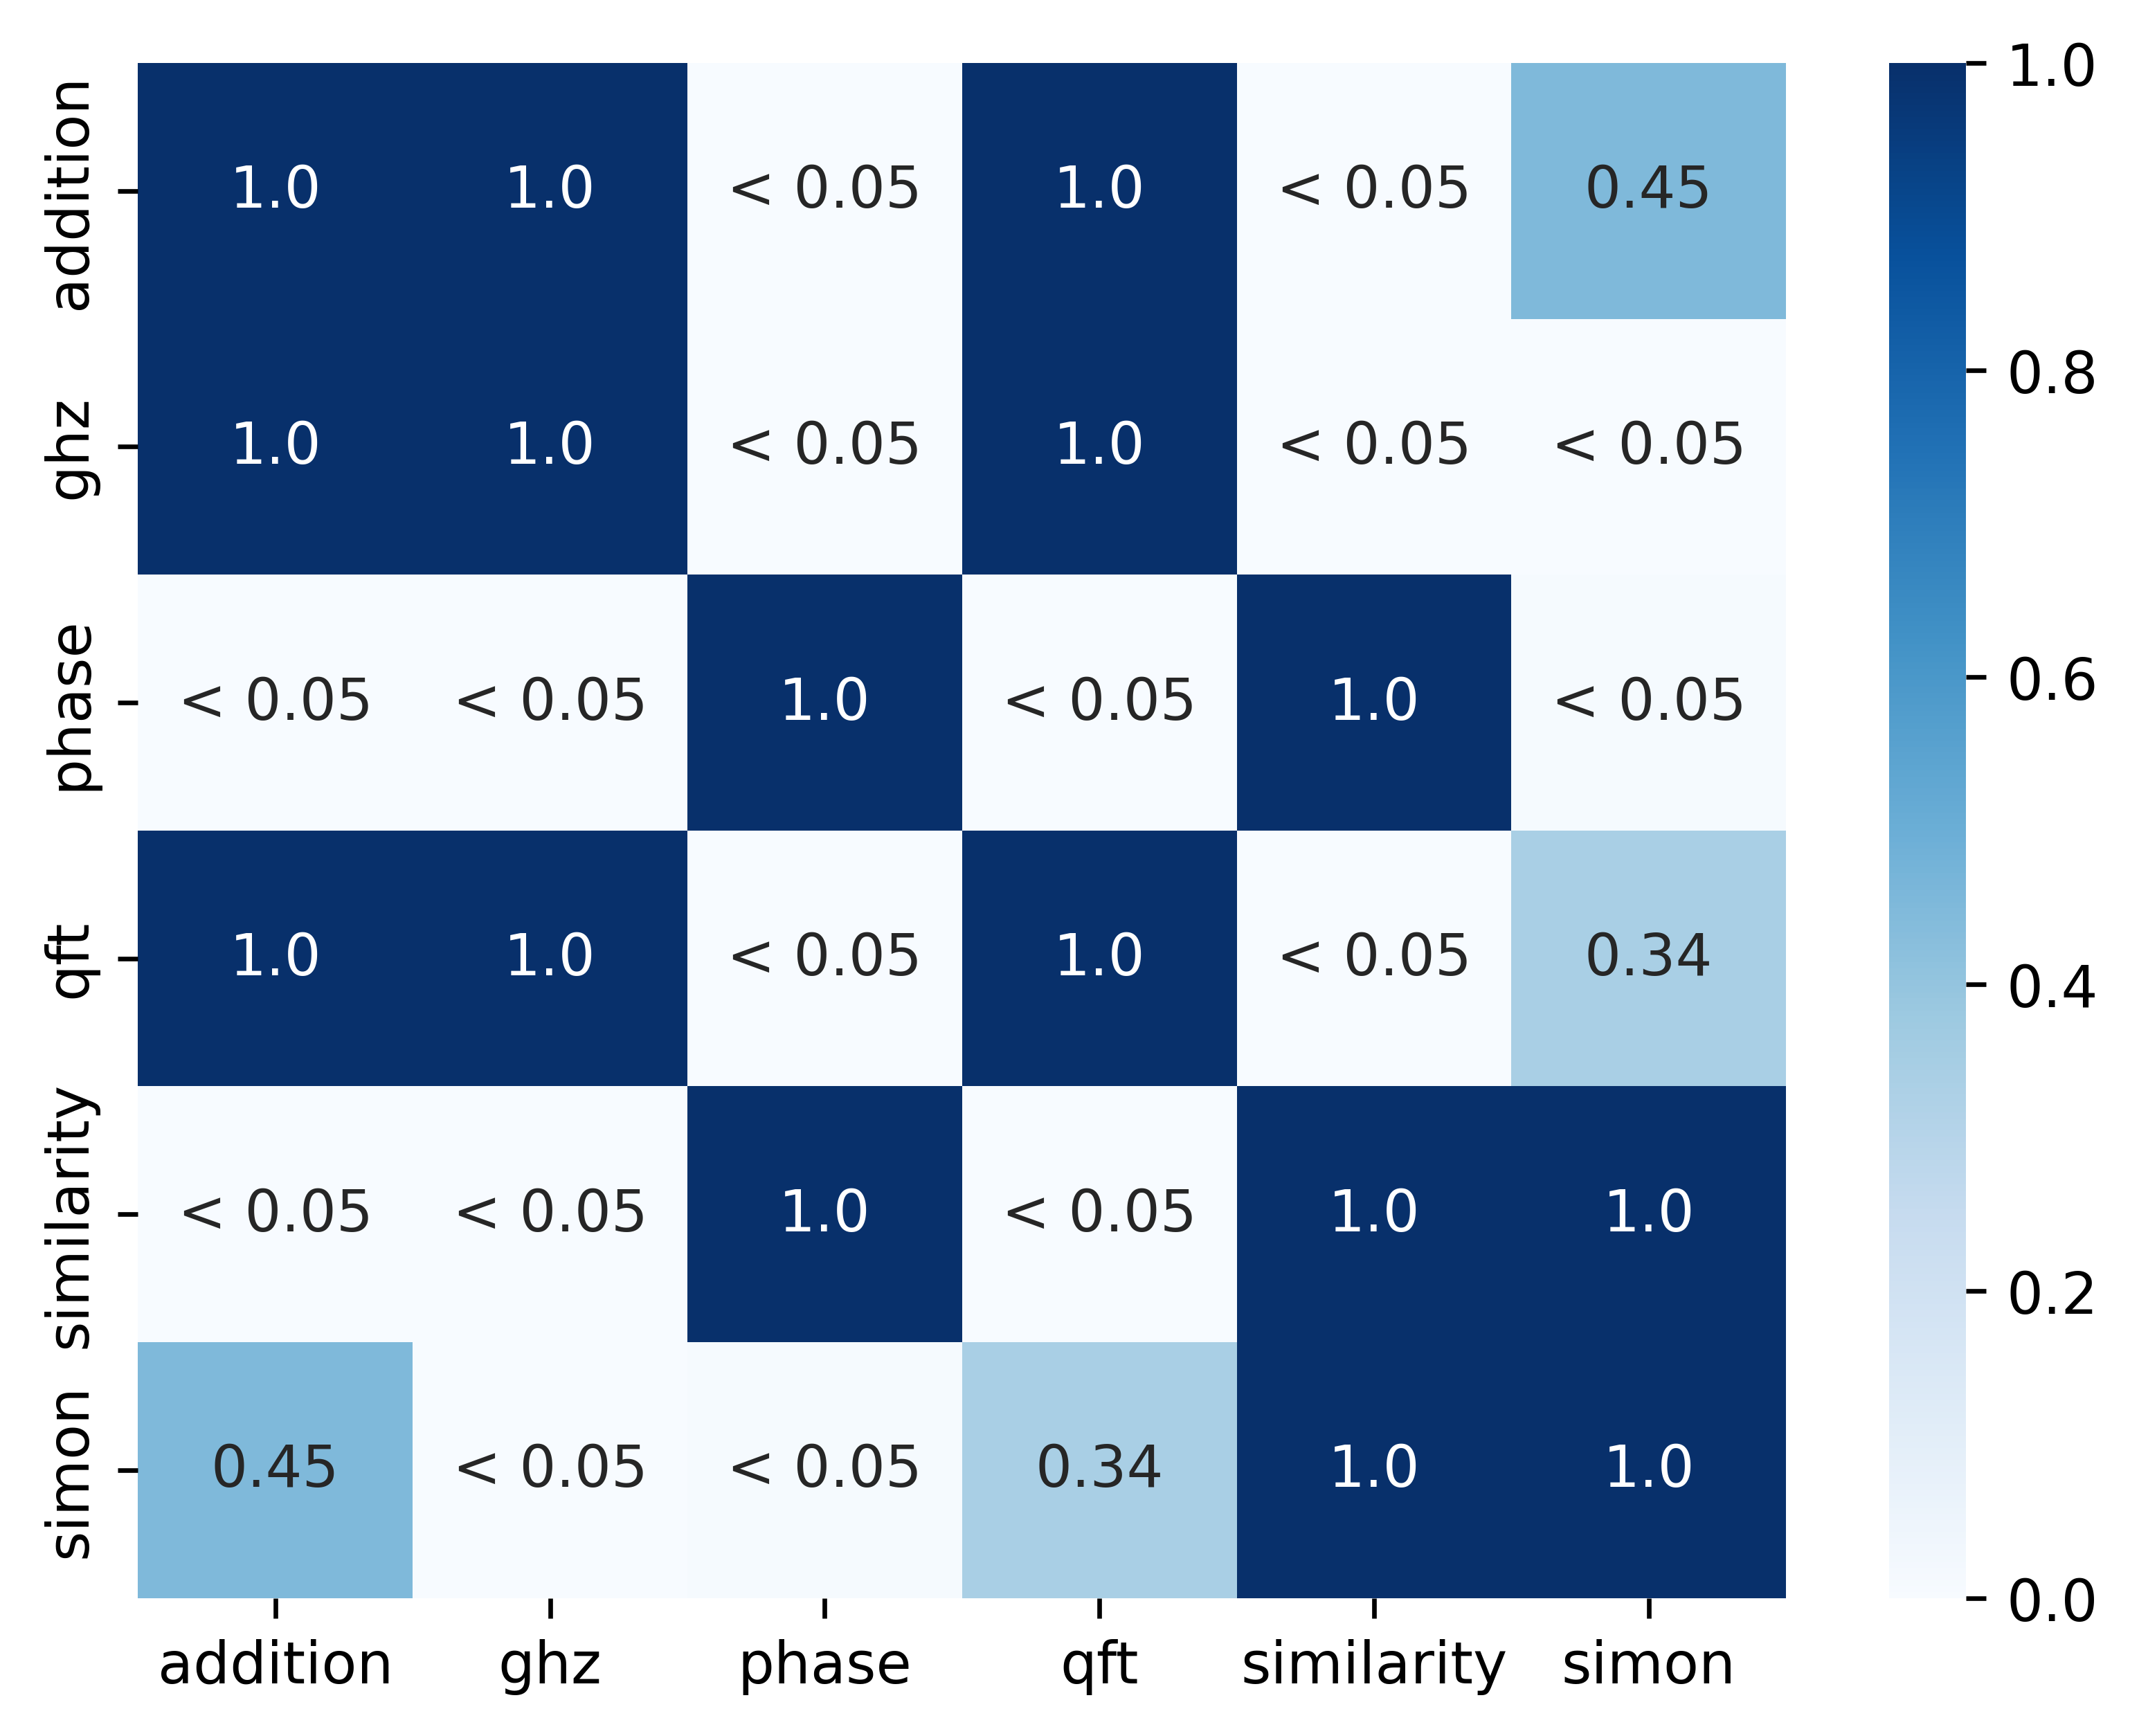 addition 1.0 1.0 < 0.05 1.0 < 0.05 0.45
ghz 1.0 1.0 < 0.05 1.0 < 0.05 < 0.05
phase < 0.05 < 0.05 1.0 < 0.05 1.0 < 0.05
qft 1.0 1.0 < 0.05 1.0 < 0.05 0.34
similarity < 0.05 < 0.05 1.0 < 0.05 1.0 1.0
simon 0.45 < 0.05 < 0.05 0.34 1.0 1.0
addition ghz phase qft similarity simon
1.0
0.8
0.6
0.4
0.2
0.0